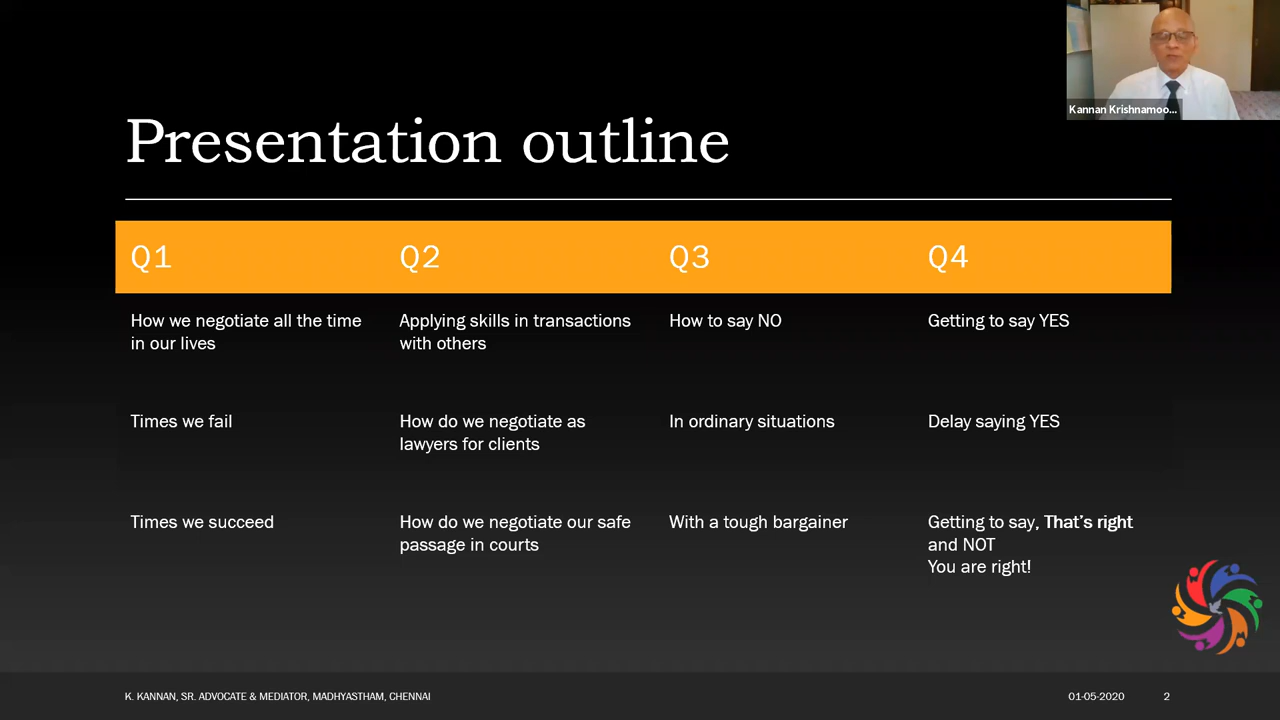 Kannan Krishnamoo...
Presentation outline
Q1 Q2 Q3 Q4
How we negotiate all the time
in our lives
Applying skills in transactions
with others
How to say NO
Getting to say YES
Times we fail
How do we negotiate as
lawyers for clients
In ordinary situations
Delay saying YES
Times we succeed
How do we negotiate our safe
passage in courts
With a tough bargainer
Getting to say, That's right
and NOT
You are right!
K. KANNAN, SR. ADVOCATE & MEDIATOR, MADHYASTHAM, CHENNAI
01-05-2020
2